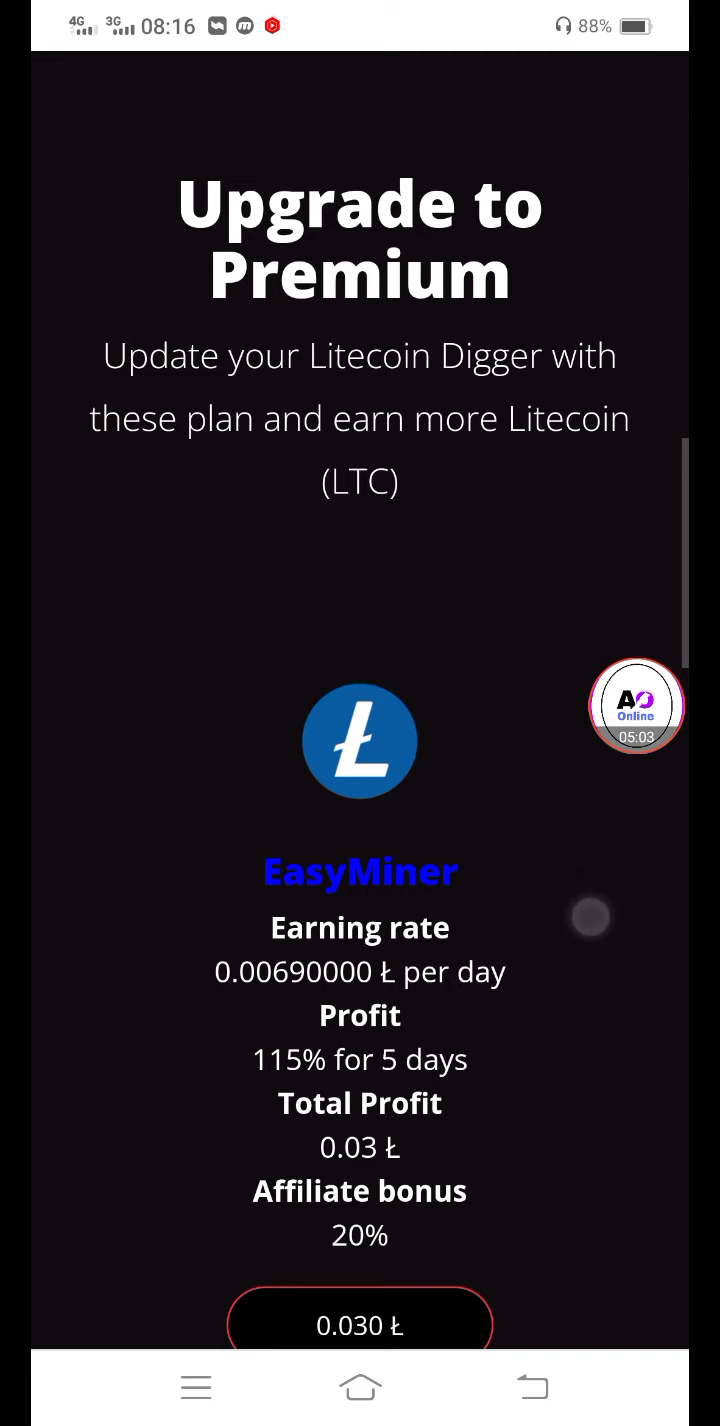 4G 3G 08:16 88%
Upgrade to
Premium
Update your Litecoin Digger with
these plan and earn more Litecoin
(LTC)
AO
Online
05:03
EasyMiner
Earning rate
0.00690000 Ł per day
Profit
115% for 5 days
Total Profit
0.03 Ł
Affiliate bonus
20%
0.030 Ł